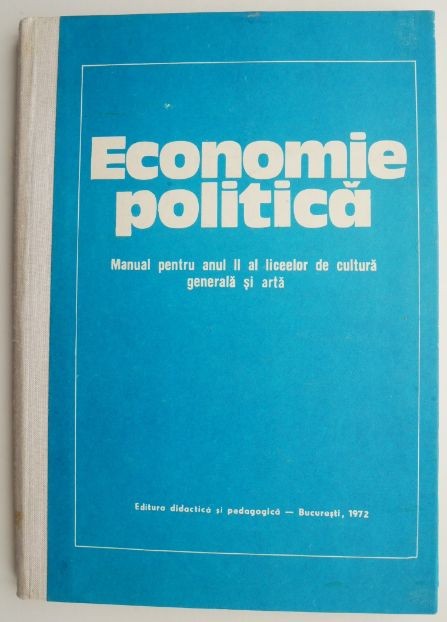 Economie
politică
Manual pentru anul II al liceelor de cultură
generală și artă
Editura didactică și pedagogică — București, 1972